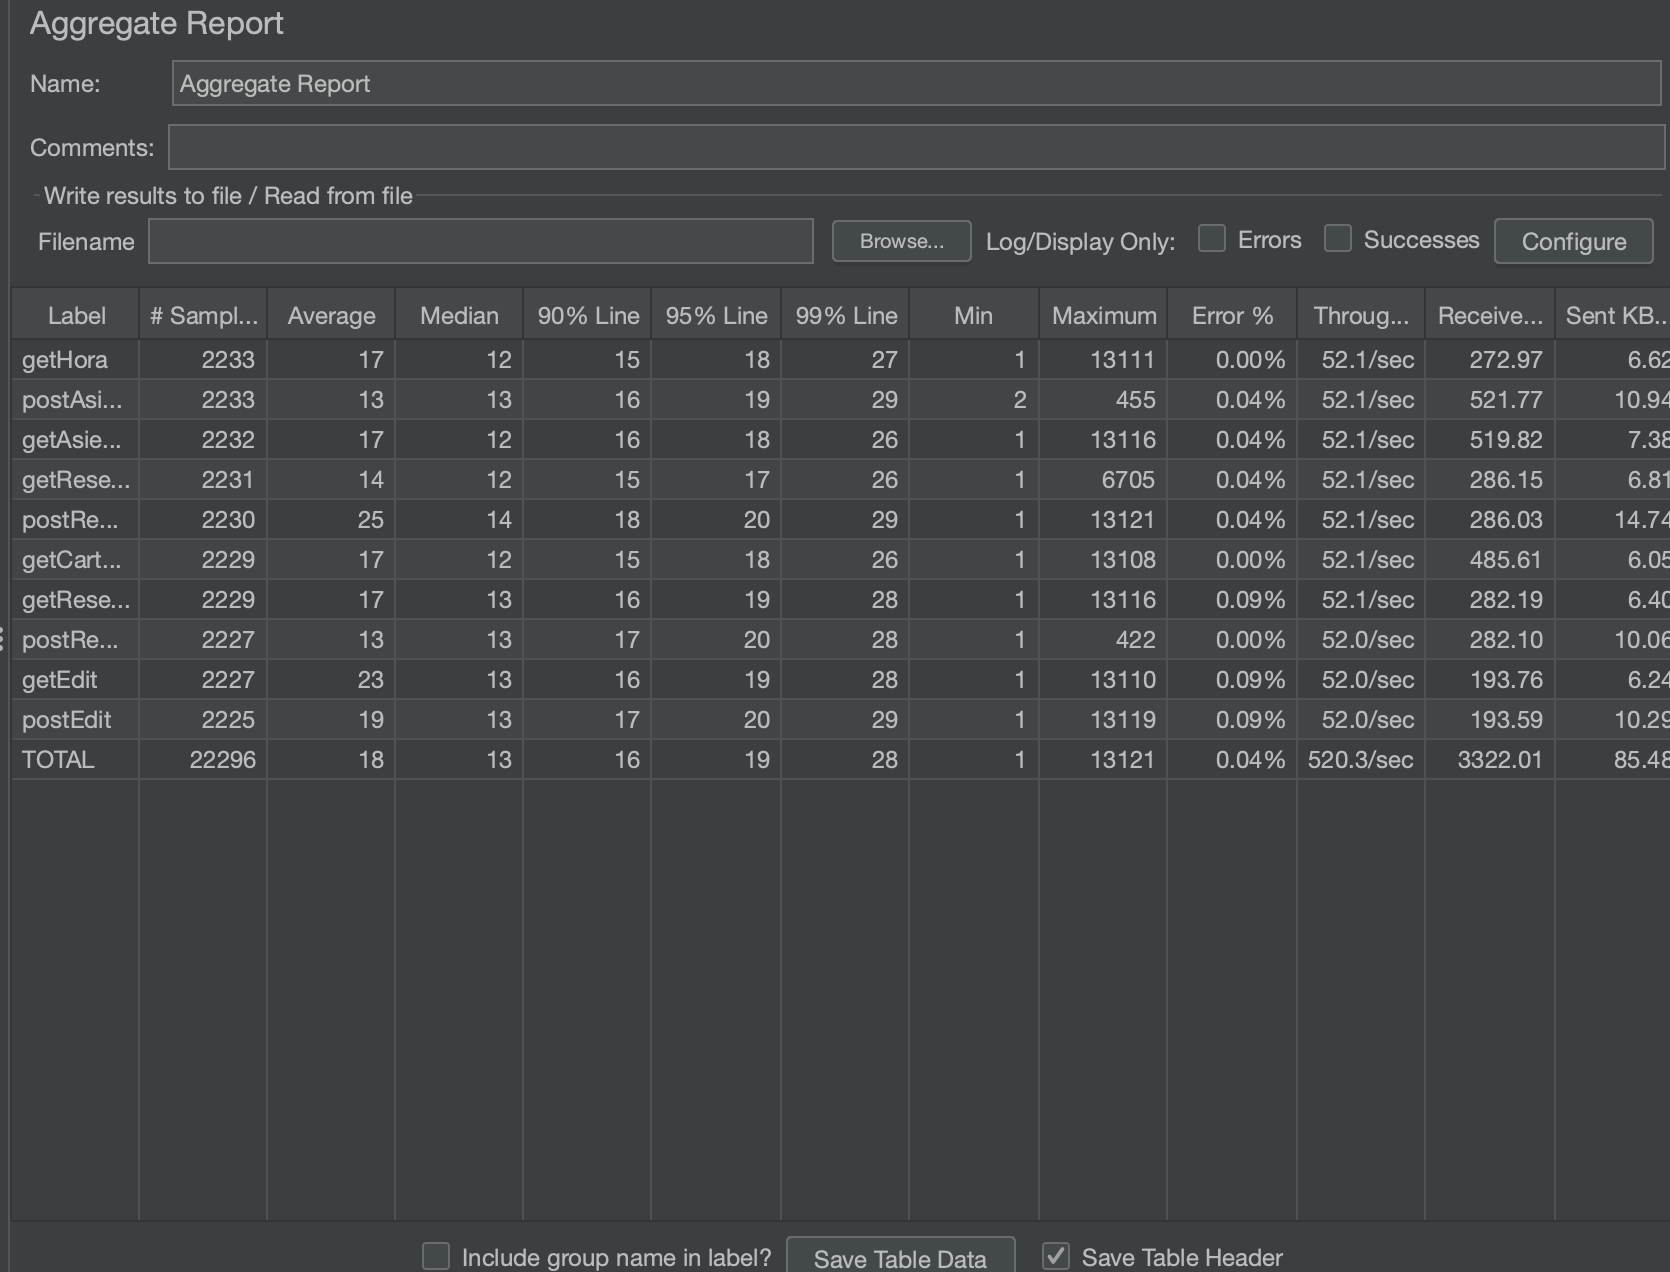 Aggregate Report
Name: Aggregate Report
Comments:
Write results to file / Read from file
Filename Browse... Log/Display Only: Errors Successes Configure
Label # Sampl... Average Median 90% Line 95% Line 99% Line Min Maximum Error % Throug... Receive... Sent KB...
getHora 2233 17 12 15 18 27 1 13111 0.00% 52.1/sec 272.97 6.62
postAsi... 2233 13 13 16 19 29 2 455 0.04% 52.1/sec 521.77 10.94
getAsie... 2232 17 12 16 18 26 1 13116 0.04% 52.1/sec 519.82 7.38
getRese... 2231 14 12 15 17 26 1 6705 0.04% 52.1/sec 286.15 6.81
postRe... 2230 25 14 18 20 29 1 13121 0.04% 52.1/sec 286.03 14.74
getCart... 2229 17 12 15 18 26 1 13108 0.00% 52.1/sec 485.61 6.05
getRese... 2229 17 13 16 19 28 1 13116 0.09% 52.1/sec 282.19 6.40
postRe... 2227 13 13 17 20 28 1 422 0.00% 52.0/sec 282.10 10.06
getEdit 2227 23 13 16 19 28 1 13110 0.09% 52.0/sec 193.76 6.24
postEdit 2225 19 13 17 20 29 1 13119 0.09% 52.0/sec 193.59 10.29
TOTAL 22296 18 13 16 19 28 1 13121 0.04% 520.3/sec 3322.01 85.48
Include group name in label? Save Table Data Save Table Header